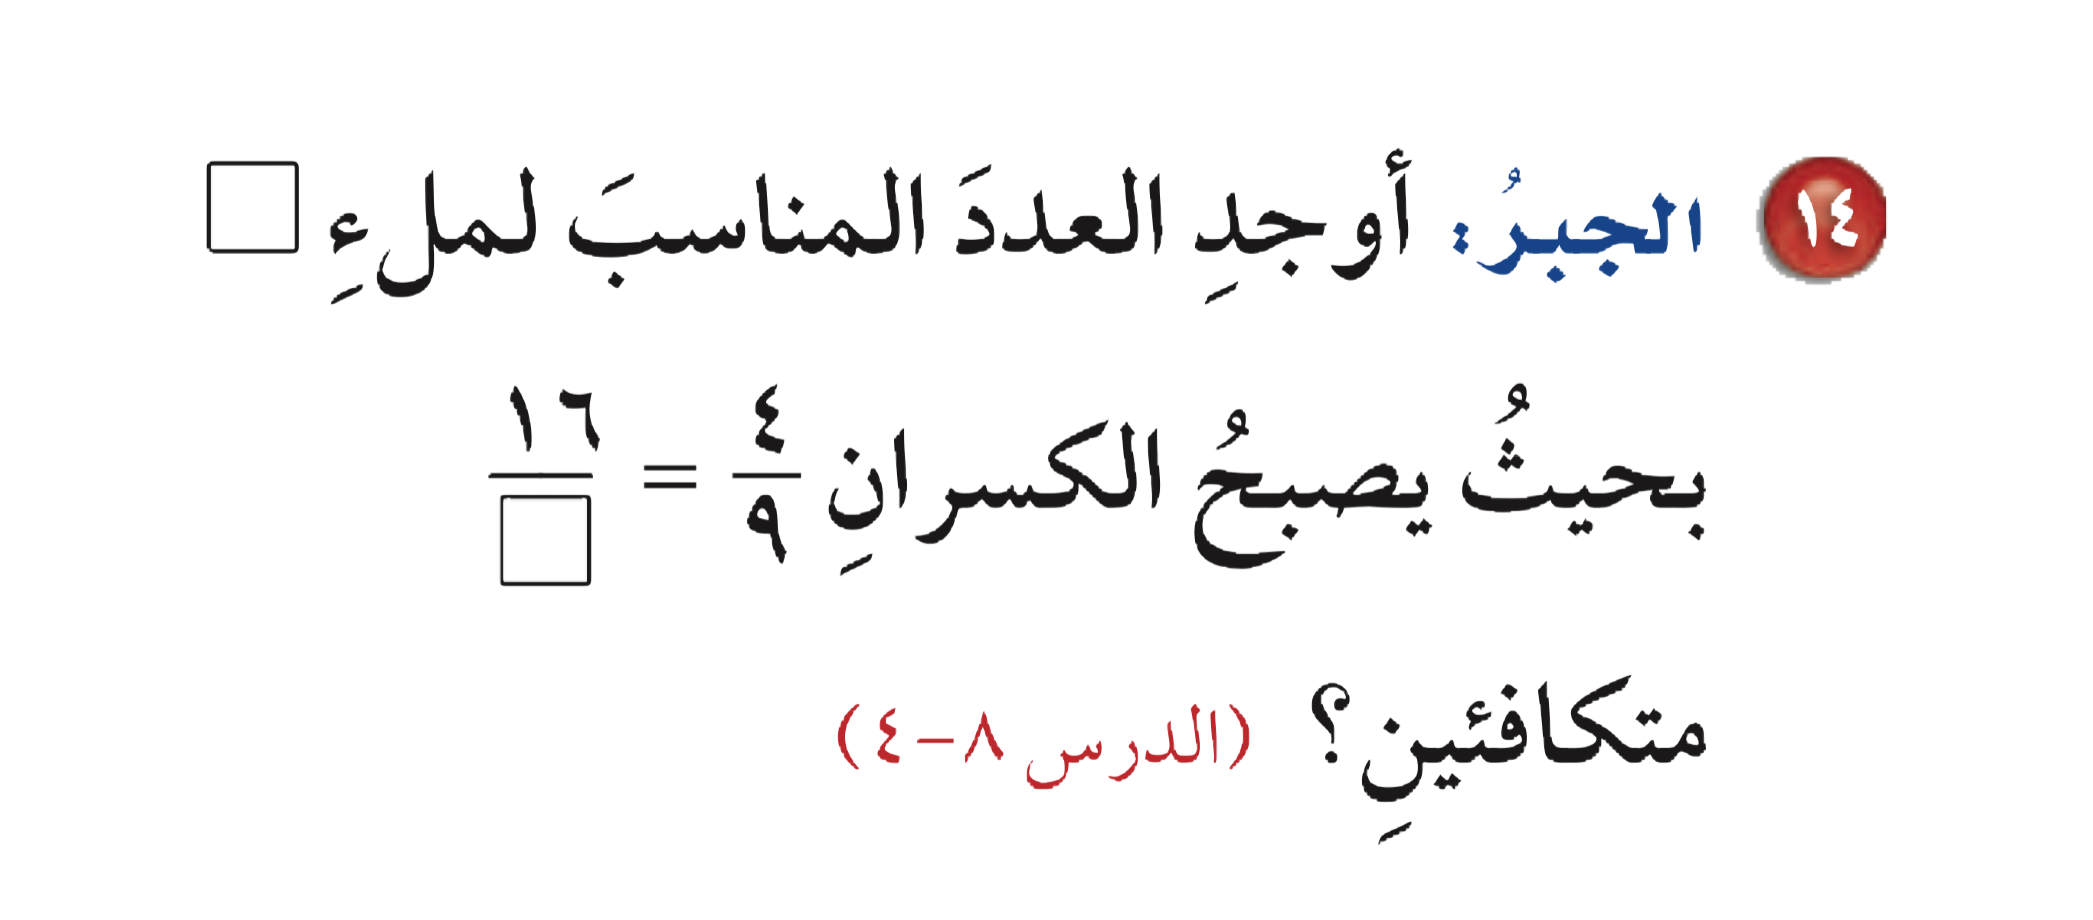 ١٤ الجبرُ: أوجدِ العددَ المناسبَ لملءِ □
بحيثُ يصبحُ الكسرانِ ٤/٩ = ١٦/□
متكافئينِ؟ (الدرس ٨-٤)